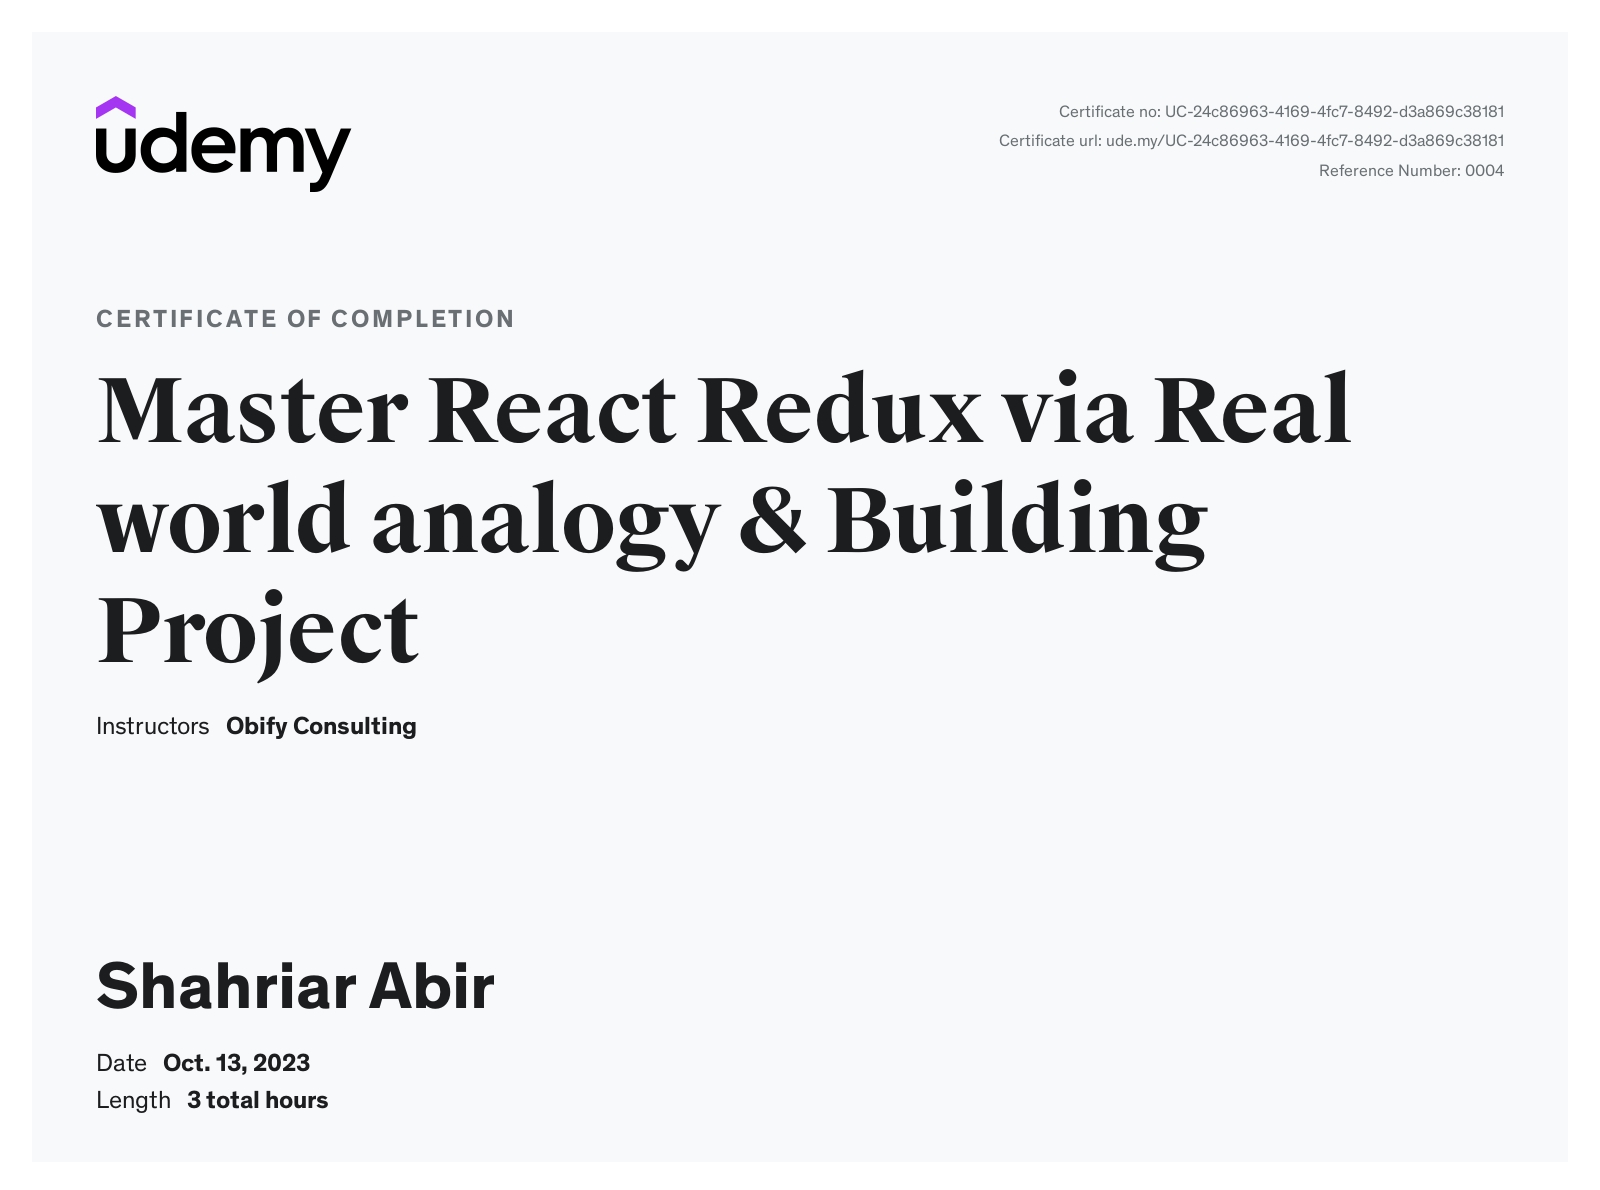 udemy
Certificate no: UC-24c86963-4169-4fc7-8492-d3a869c38181
Certificate url: ude.my/UC-24c86963-4169-4fc7-8492-d3a869c38181
Reference Number: 0004
CERTIFICATE OF COMPLETION
Master React Redux via Real
world analogy & Building
Project
Instructors Obify Consulting
Shahriar Abir
Date Oct. 13, 2023
Length 3 total hours